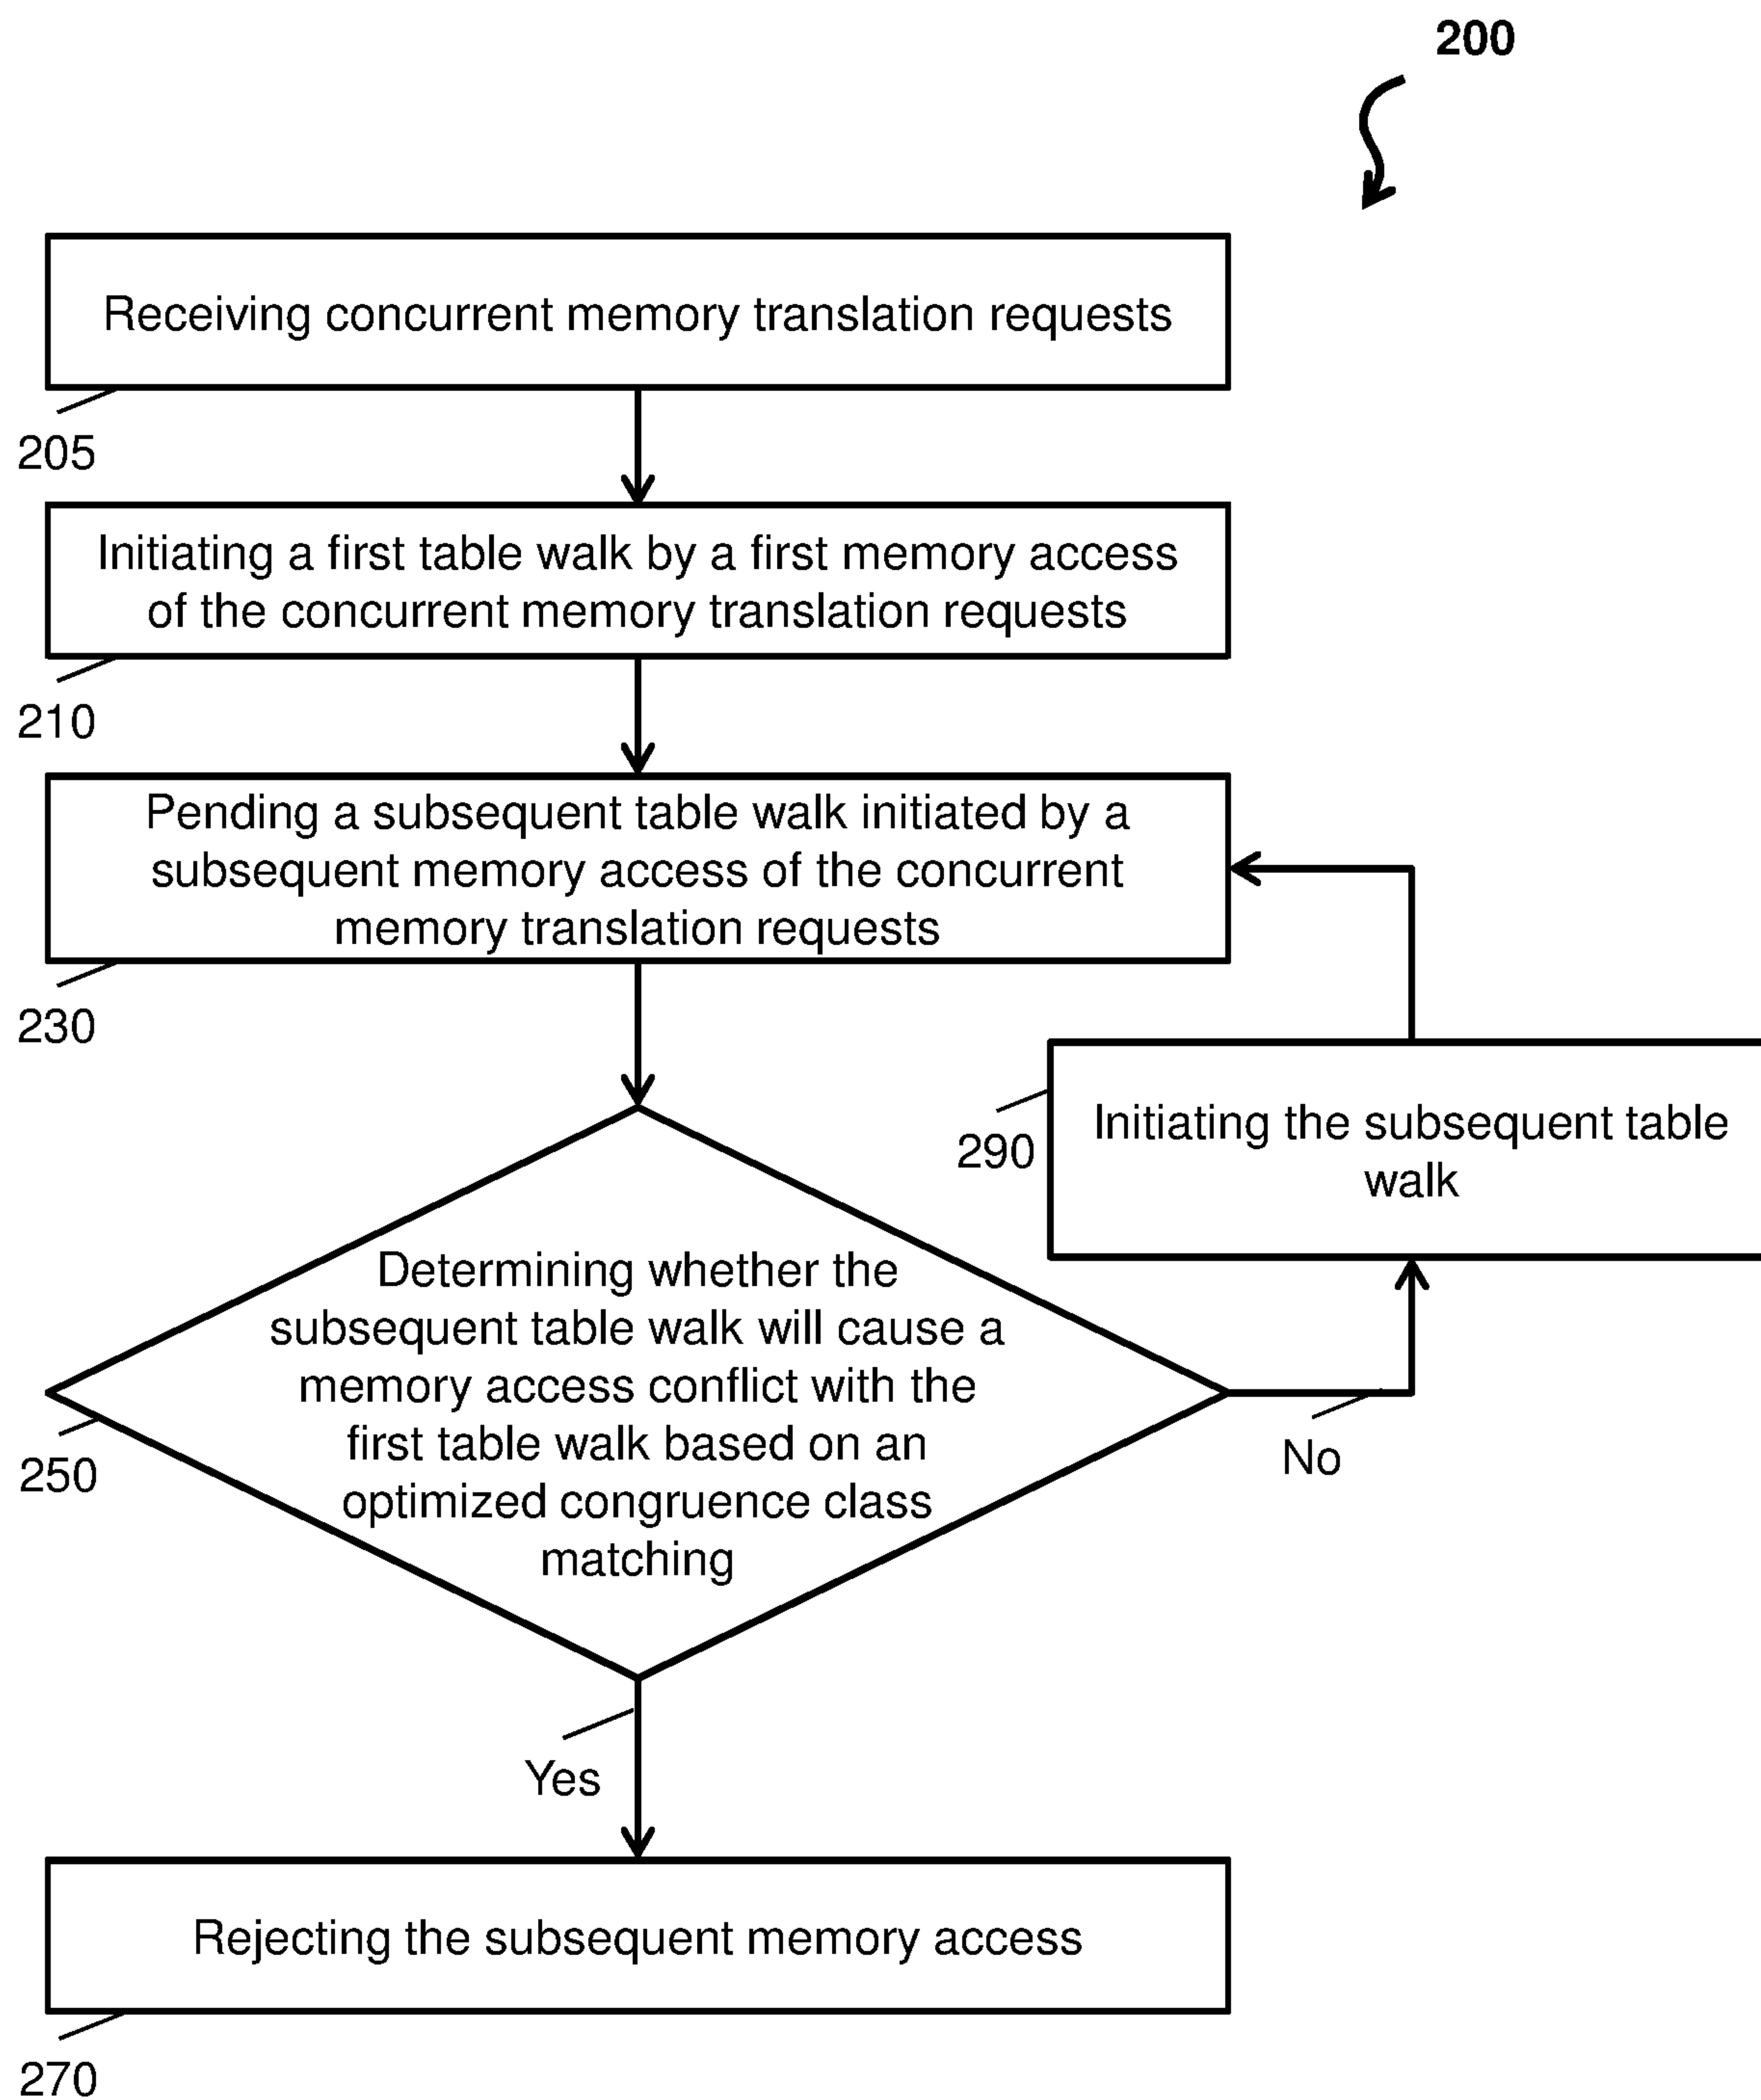 200
Receiving concurrent memory translation requests
205
Initiating a first table walk by a first memory access
of the concurrent memory translation requests
210
Pending a subsequent table walk initiated by a
subsequent memory access of the concurrent
memory translation requests
230
Initiating the subsequent table
walk
290
Determining whether the
subsequent table walk will cause a
memory access conflict with the
first table walk based on an
optimized congruence class
matching
250
No
Yes
Rejecting the subsequent memory access
270